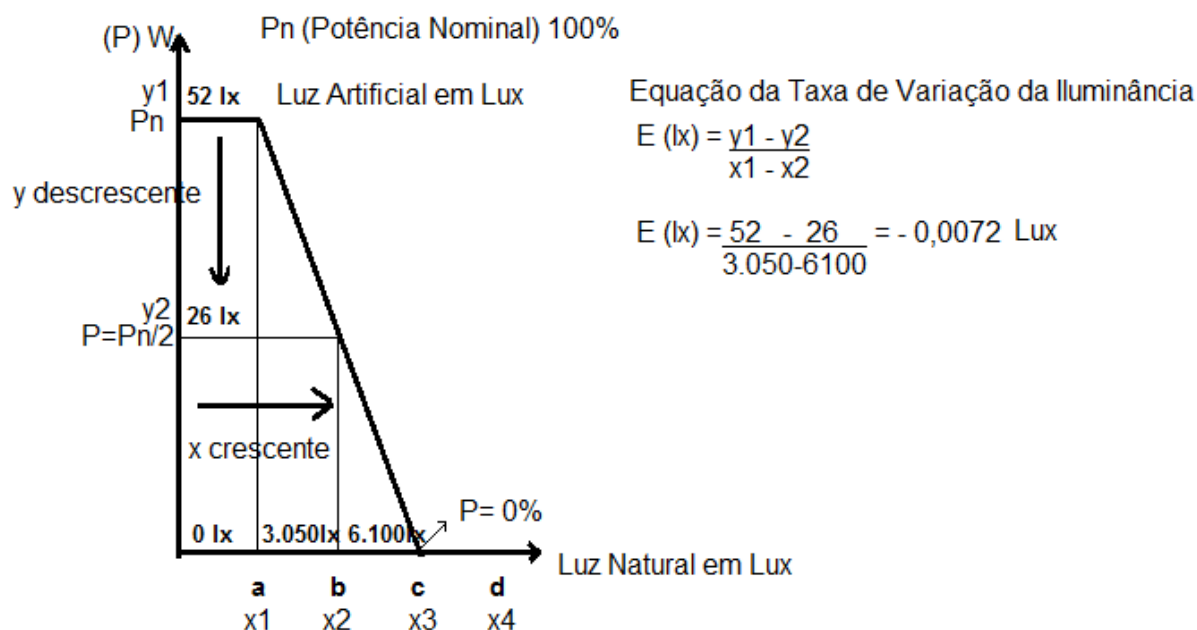 (P) W
Pn (Potência Nominal) 100%
y1
52 lx
Luz Artificial em Lux
Pn
y descrescente
y2
26 lx
P=Pn/2
x crescente
P= 0%
0 lx
3.050lx
6.100lx
Luz Natural em Lux
a b c d
x1 x2 x3 x4
Equação da Taxa de Variação da Iluminância
E (lx) = y1 - y2
x1 - x2
E (lx) = 52 - 26 = - 0,0072 Lux
3.050-6100